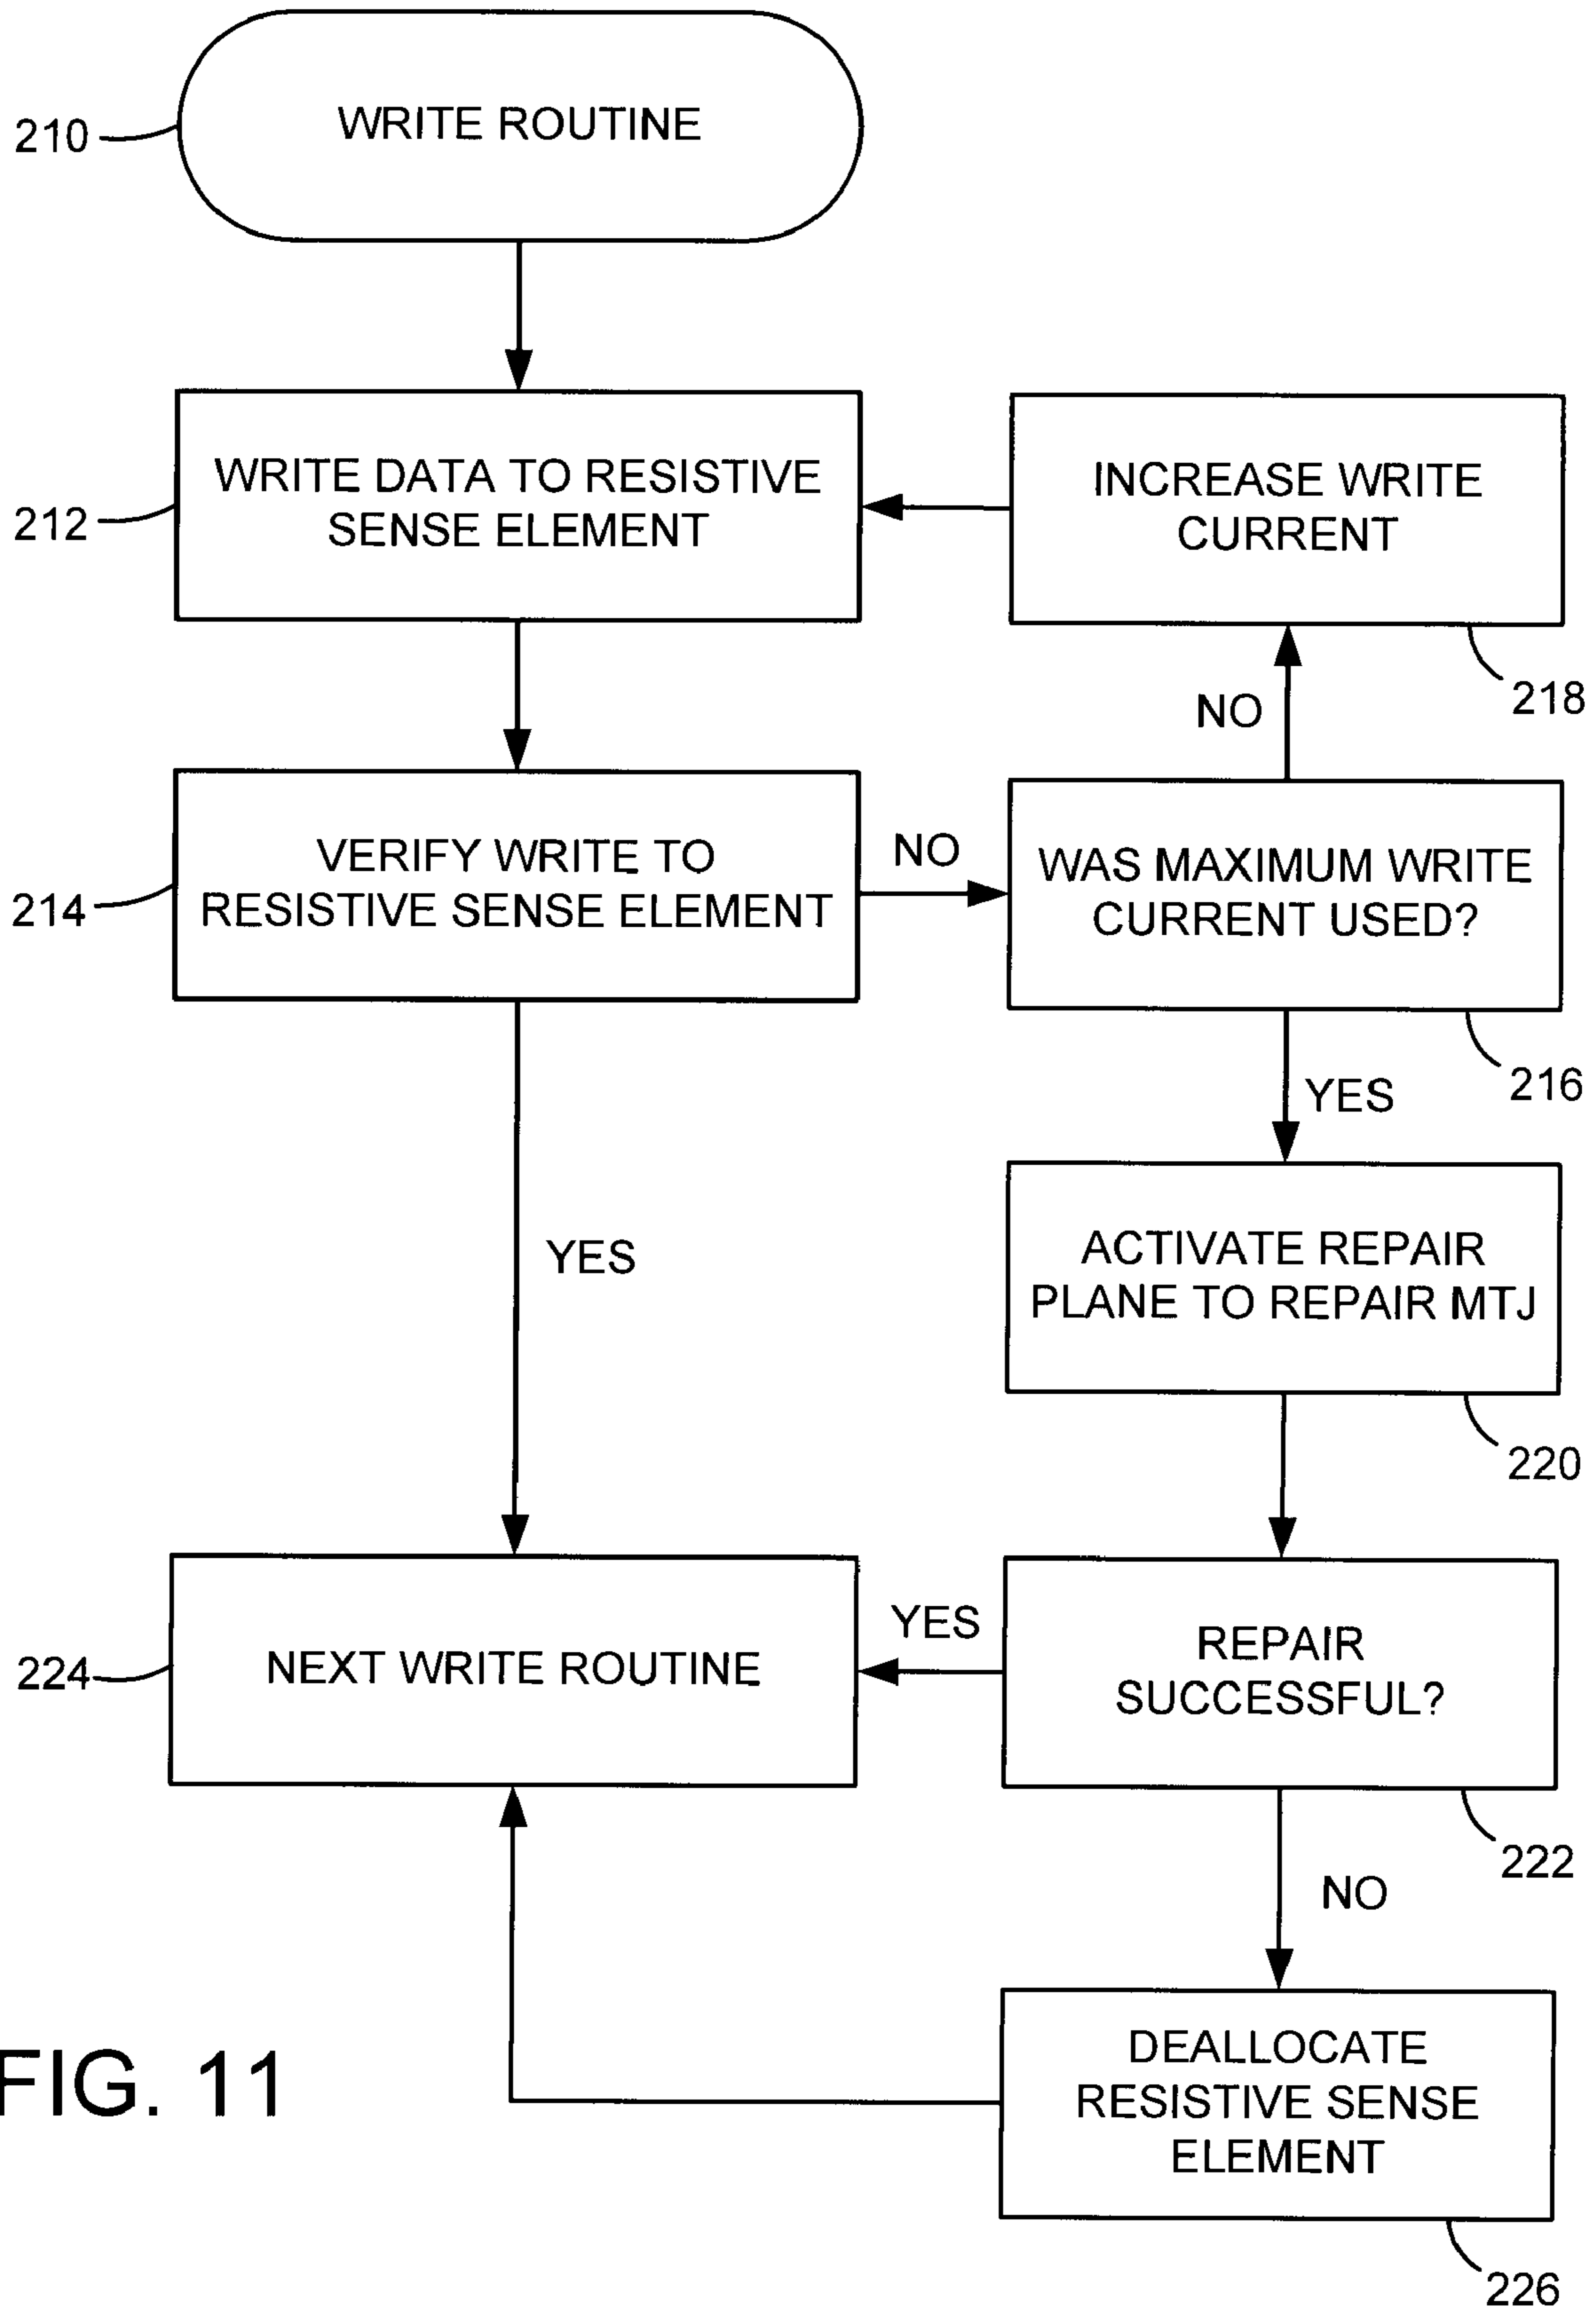 WRITE ROUTINE
210
WRITE DATA TO RESISTIVE
SENSE ELEMENT
212
INCREASE WRITE
CURRENT
218
NO
VERIFY WRITE TO
RESISTIVE SENSE ELEMENT
214
NO
WAS MAXIMUM WRITE
CURRENT USED?
216
YES
ACTIVATE REPAIR
PLANE TO REPAIR MTJ
220
YES
NEXT WRITE ROUTINE
224
YES
REPAIR
SUCCESSFUL?
222
NO
DEALLOCATE
RESISTIVE SENSE
ELEMENT
226
FIG. 11